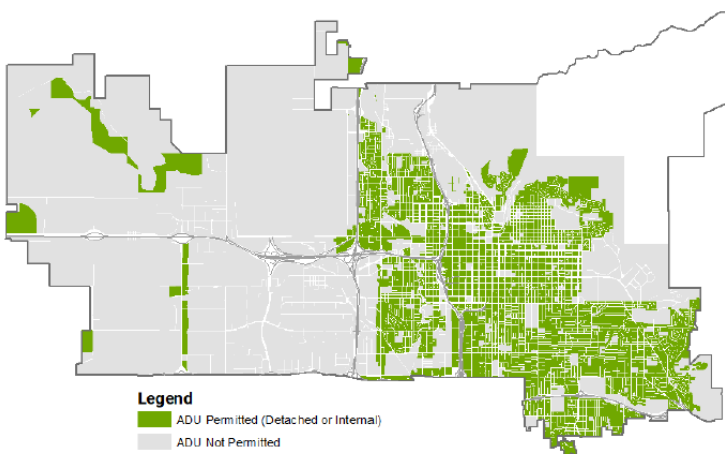 Legend
ADU Permitted (Detached or Internal)
ADU Not Permitted